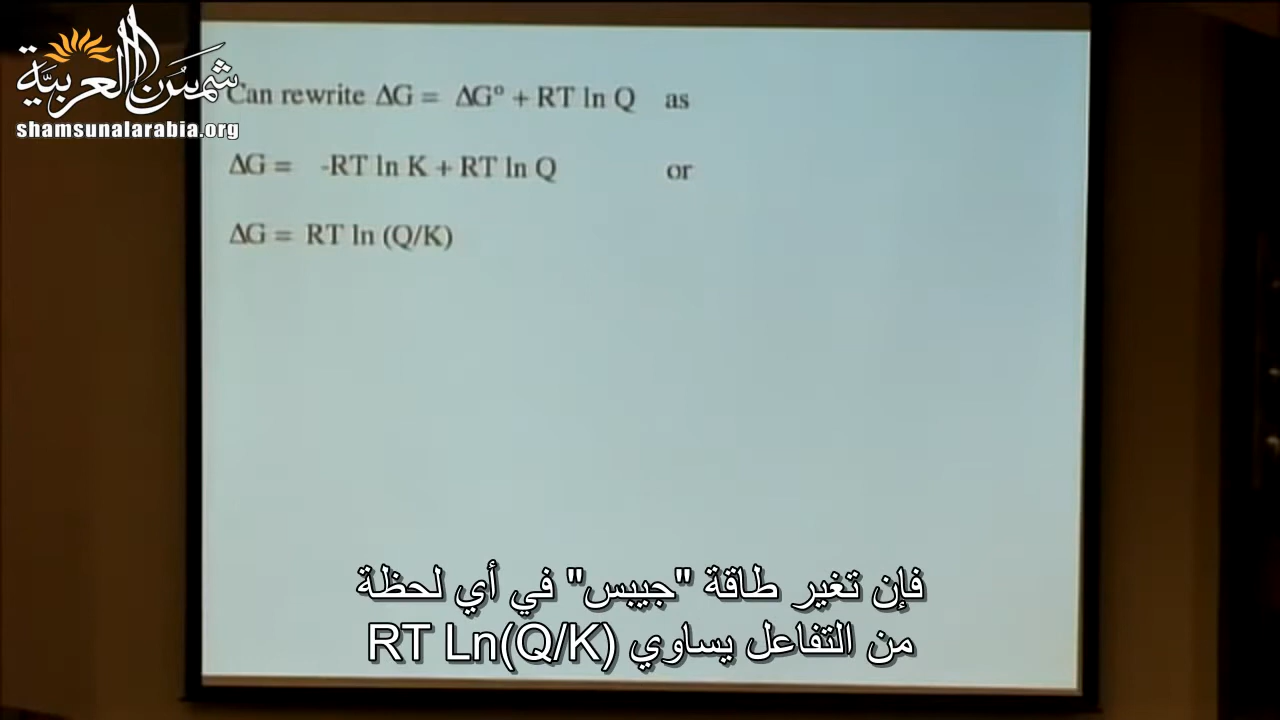 شمسُ العربيّة
shamsunalarabia.org
Can rewrite ΔG = ΔG° + RT ln Q as
ΔG = -RT ln K + RT ln Q or
ΔG = RT ln (Q/K)
فإن تغير طاقة "جيبس" في أي لحظة
من التفاعل يساوي RT Ln(Q/K)